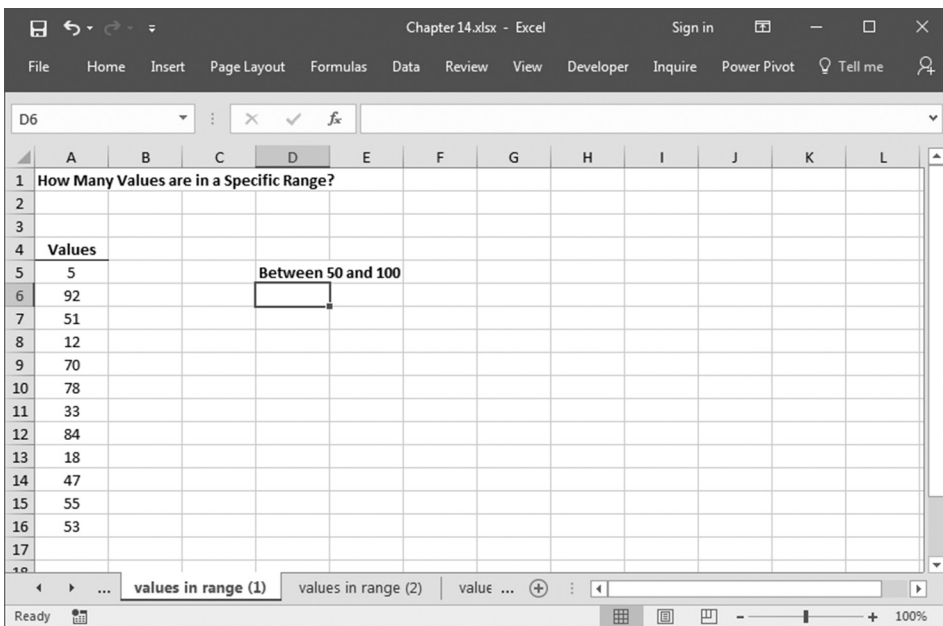 Chapter 14.xlsx - Excel
Sign in
File Home Insert Page Layout Formulas Data Review View Developer Inquire Power Pivot Tell me
D6 fx
A B C D E F G H I J K L
1 How Many Values are in a Specific Range?
2
3
4 Values
5 5 Between 50 and 100
6 92
7 51
8 12
9 70
10 78
11 33
12 84
13 18
14 47
15 55
16 53
17
18
... values in range (1) values in range (2) value ...
Ready 100%